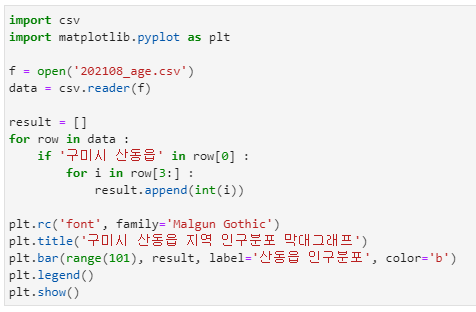 import csv
import matplotlib.pyplot as plt
f = open('202108_age.csv')
data = csv.reader(f)
result = []
for row in data :
if '구미시 산동읍' in row[0] :
for i in row[3:] :
result.append(int(i))
plt.rc('font', family='Malgun Gothic')
plt.title('구미시 산동읍 지역 인구분포 막대그래프')
plt.bar(range(101), result, label='산동읍 인구분포', color='b')
plt.legend()
plt.show()